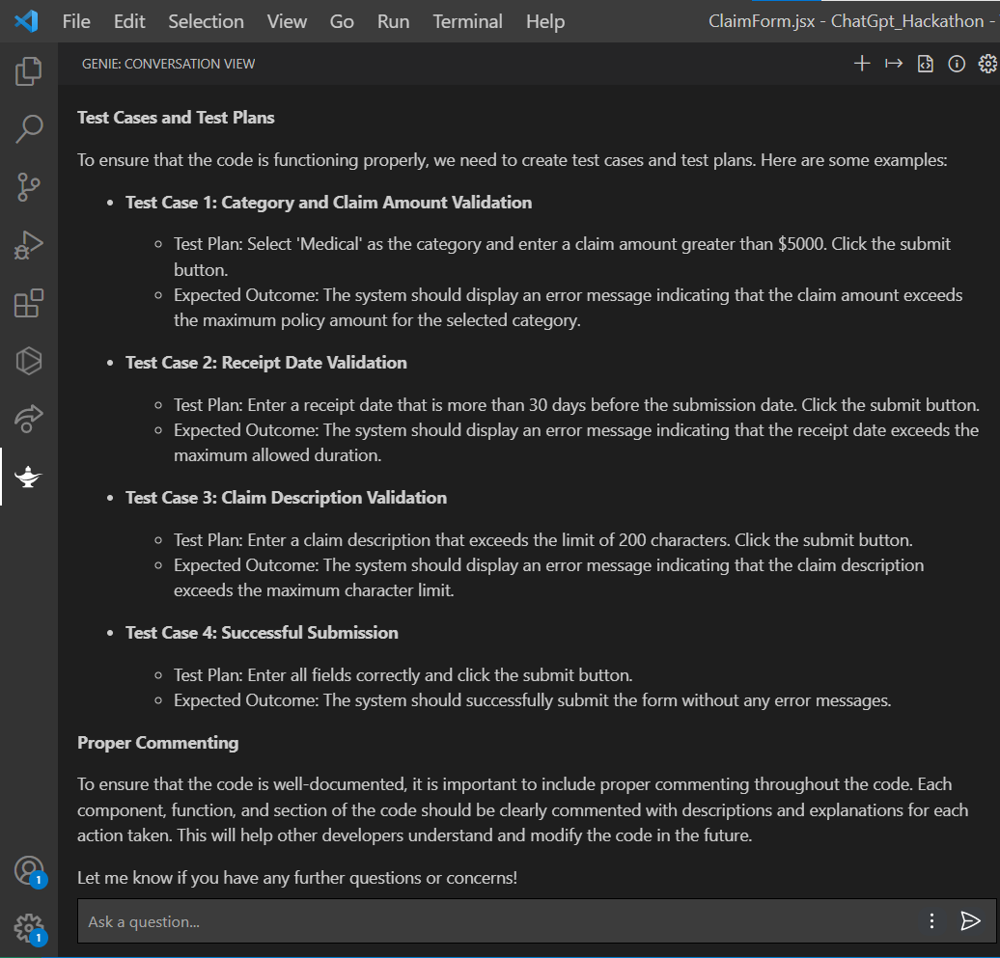 File Edit Selection View Go Run Terminal Help ClaimForm.jsx - ChatGpt_Hackathon -
GENIE: CONVERSATION VIEW
Test Cases and Test Plans
To ensure that the code is functioning properly, we need to create test cases and test plans. Here are some examples:
• Test Case 1: Category and Claim Amount Validation
◦ Test Plan: Select 'Medical' as the category and enter a claim amount greater than $5000. Click the submit
button.
◦ Expected Outcome: The system should display an error message indicating that the claim amount exceeds
the maximum policy amount for the selected category.
• Test Case 2: Receipt Date Validation
◦ Test Plan: Enter a receipt date that is more than 30 days before the submission date. Click the submit button.
◦ Expected Outcome: The system should display an error message indicating that the receipt date exceeds the
maximum allowed duration.
• Test Case 3: Claim Description Validation
◦ Test Plan: Enter a claim description that exceeds the limit of 200 characters. Click the submit button.
◦ Expected Outcome: The system should display an error message indicating that the claim description
exceeds the maximum character limit.
• Test Case 4: Successful Submission
◦ Test Plan: Enter all fields correctly and click the submit button.
◦ Expected Outcome: The system should successfully submit the form without any error messages.
Proper Commenting
To ensure that the code is well-documented, it is important to include proper commenting throughout the code. Each
component, function, and section of the code should be clearly commented with descriptions and explanations for each
action taken. This will help other developers understand and modify the code in the future.
Let me know if you have any further questions or concerns!
1
Ask a question...
1